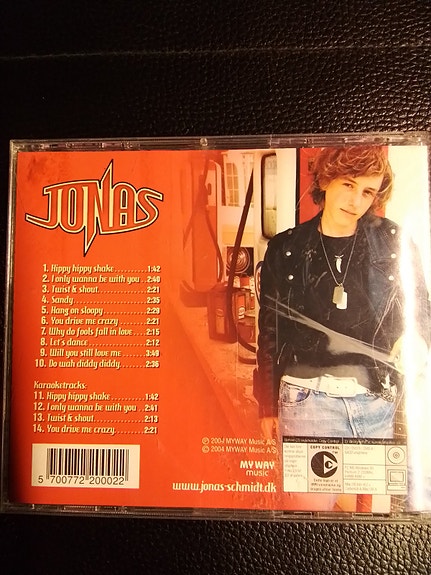 JONAS
1. Hippy hippy shake .......... 1:42
2. I only wanna be with you .. 2:40
3. Twist & shout ............. 2:21
4. Sandy ..................... 2:35
5. Hang on sloopy ............ 2:29
6. You drive me crazy ........ 2:21
7. Why do fools fall in love ... 2:15
8. Let's dance ............... 2:12
9. Will you still love me .... 3:40
10. Do wah diddy diddy ....... 2:36
Karaoketracks:
11. Hippy hippy shake ........ 1:42
12. I only wanna be with you .. 2:41
13. Twist & shout ............ 2:13
14. You drive me crazy ....... 2:21
5 700772 200022
℗ 2004 MYWAY Music A/S
© 2004 MYWAY Music A/S
MY WAY
music
www.jonas-schmidt.dk
COPY CONTROL